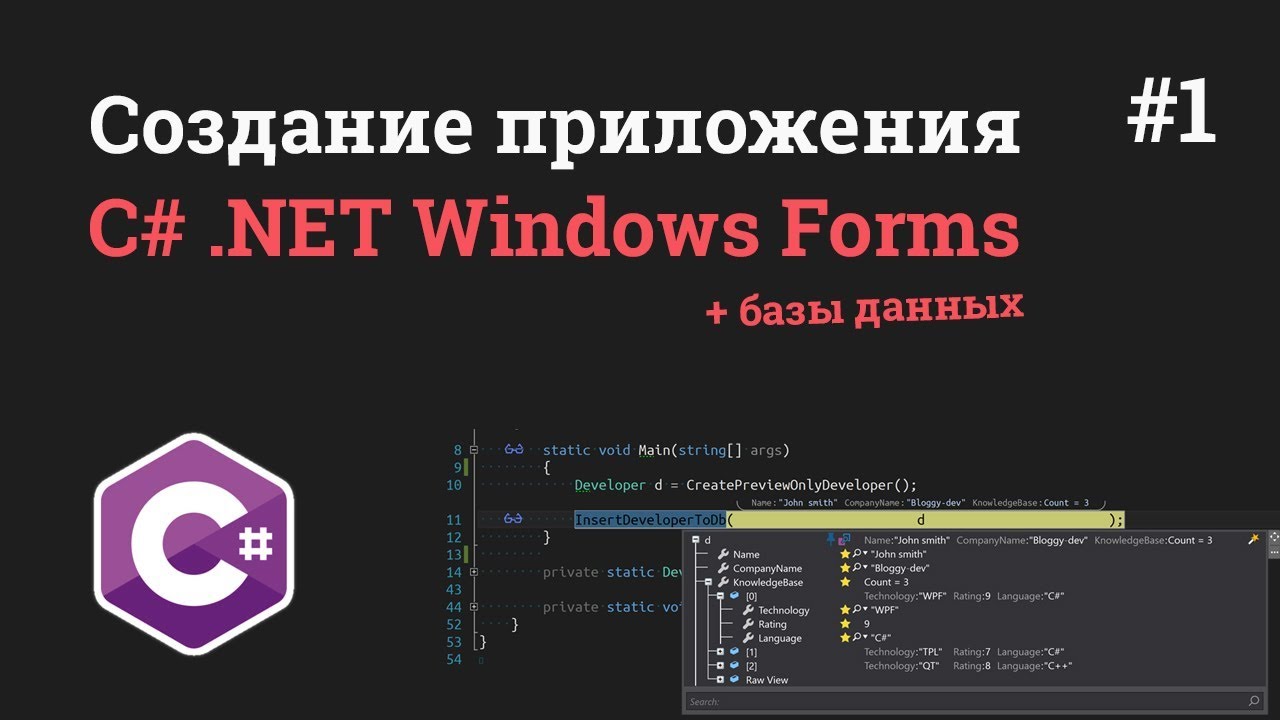 Создание приложения
#1
C# .NET Windows Forms
+ базы данных
C#
8 static void Main(string[] args)
9 {
10 Developer d = CreatePreviewOnlyDeveloper();
Name:"John smith" CompanyName:"Bloggy-dev" KnowledgeBase:Count = 3
11 InsertDeveloperToDb( d );
12 }
13
14 private static Dev
43
44 private static voi
52 }
53 }
54
d Name:"John smith" CompanyName:"Bloggy-dev" KnowledgeBase:Count = 3
Name "John smith"
CompanyName "Bloggy-dev"
KnowledgeBase Count = 3
[0] Technology:"WPF" Rating:9 Language:"C#"
Technology "WPF"
Rating 9
Language "C#"
[1] Technology:"TPL" Rating:7 Language:"C#"
[2] Technology:"QT" Rating:8 Language:"C++"
Raw View
Search: